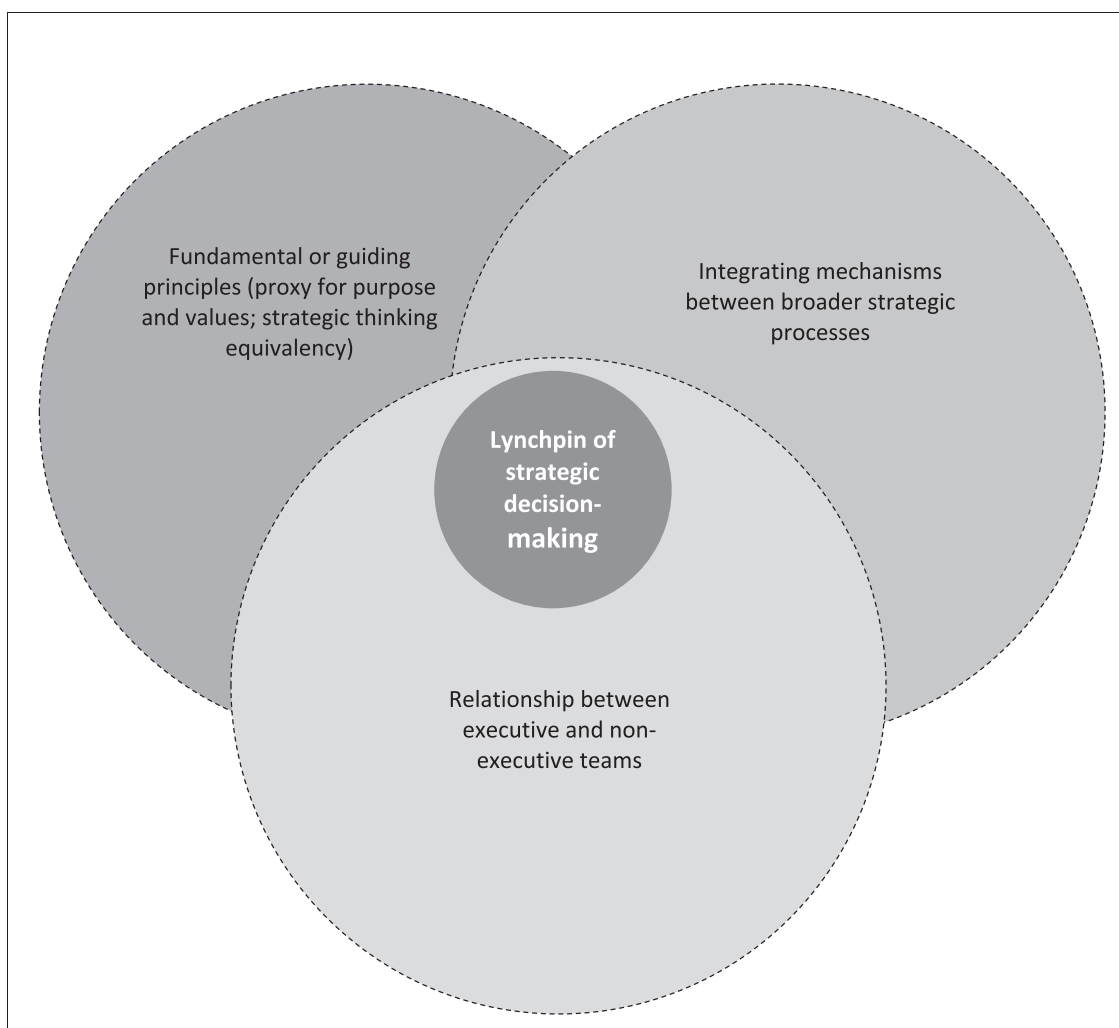 Fundamental or guiding
principles (proxy for purpose
and values; strategic thinking
equivalency)
Integrating mechanisms
between broader strategic
processes
Lynchpin of
strategic
decision-
making
Relationship between
executive and non-
executive teams